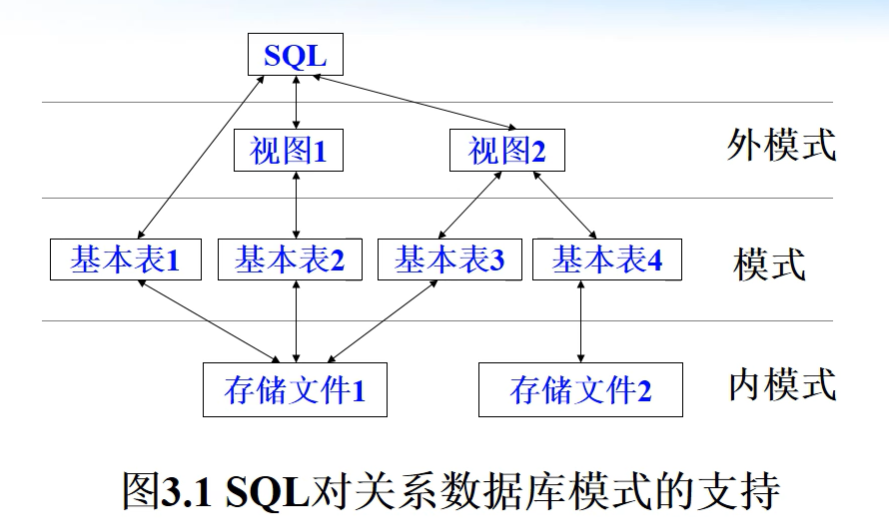 SQL
视图1 视图2 外模式
基本表1 基本表2 基本表3 基本表4 模式
存储文件1 存储文件2 内模式
图3.1 SQL对关系数据库模式的支持